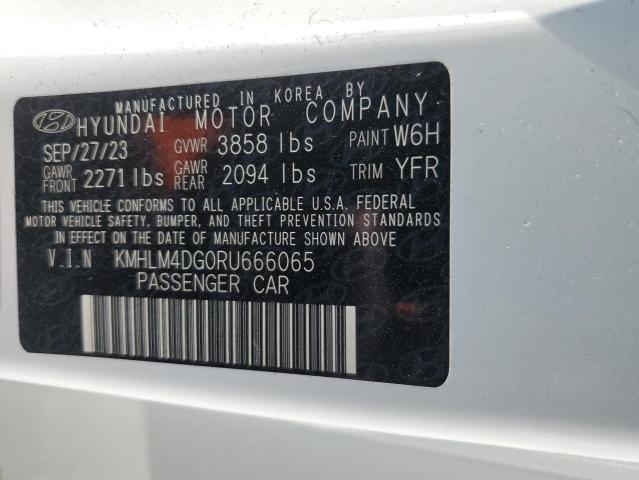 MANUFACTURED IN KOREA BY
HYUNDAI MOTOR COMPANY
SEP/27/23 GVWR 3858 lbs PAINT W6H
GAWR FRONT 2271 lbs GAWR REAR 2094 lbs TRIM YFR
THIS VEHICLE CONFORMS TO ALL APPLICABLE U.S.A. FEDERAL
MOTOR VEHICLE SAFETY, BUMPER, AND THEFT PREVENTION STANDARDS
IN EFFECT ON THE DATE OF MANUFACTURE SHOWN ABOVE
V.I.N KMHLM4DG0RU666065
PASSENGER CAR